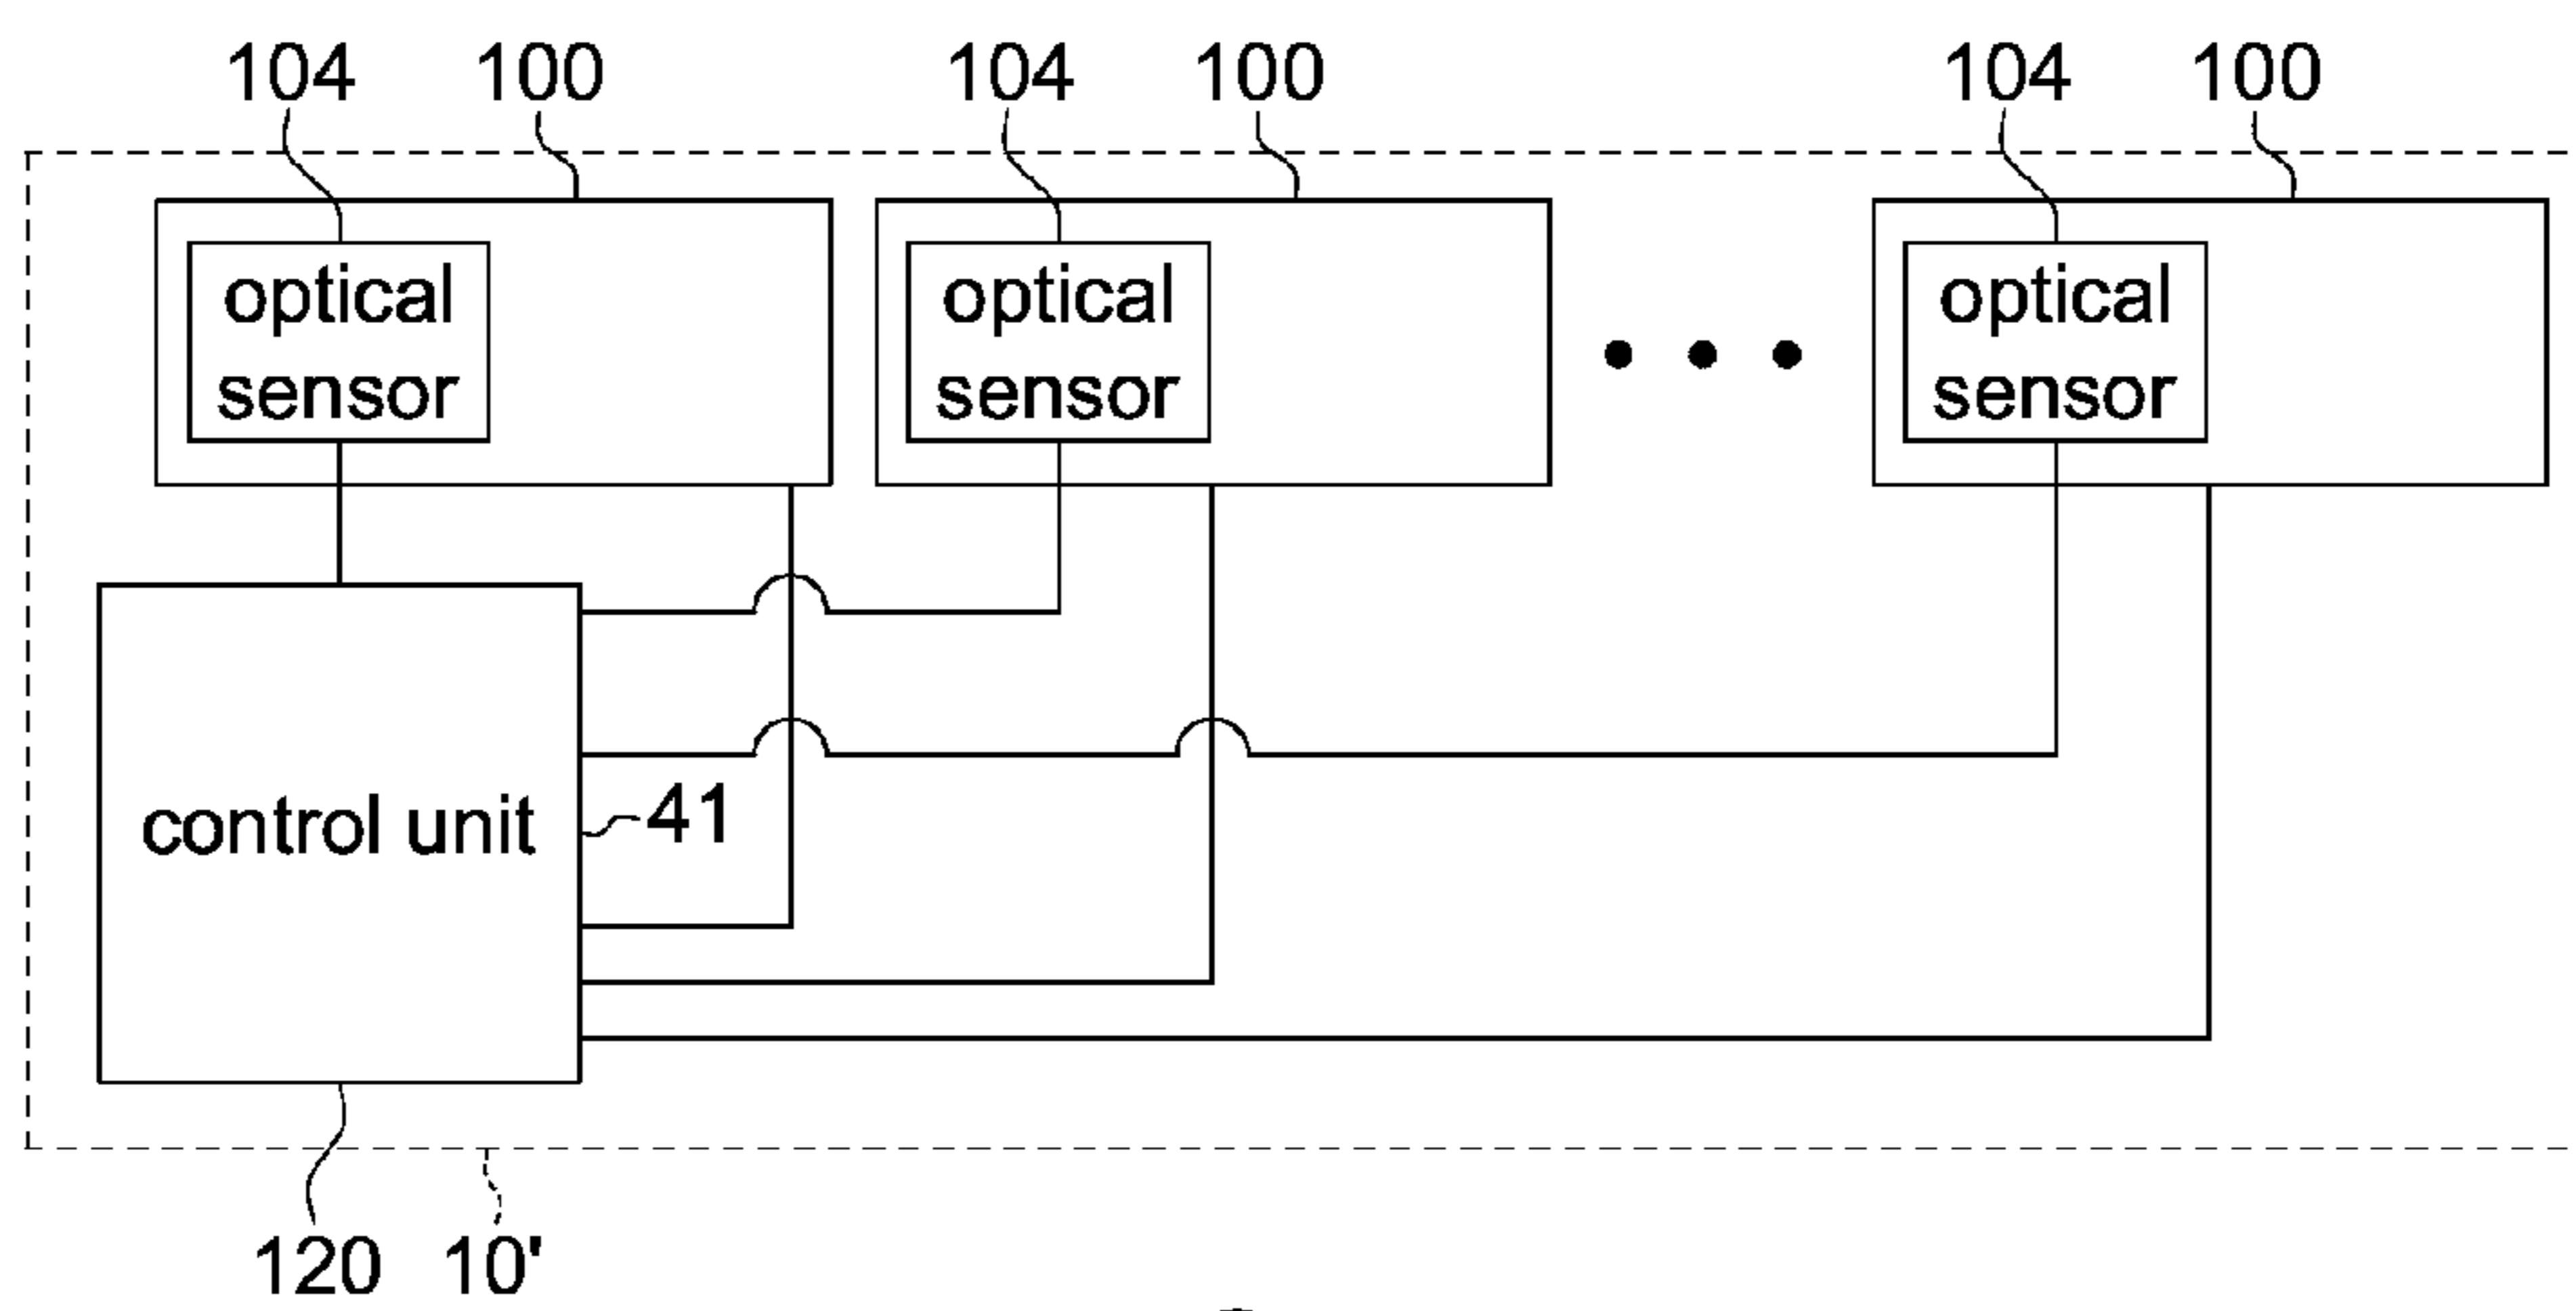 104 100 104 100 104 100
optical sensor
optical sensor
optical sensor
control unit
41
120 10'